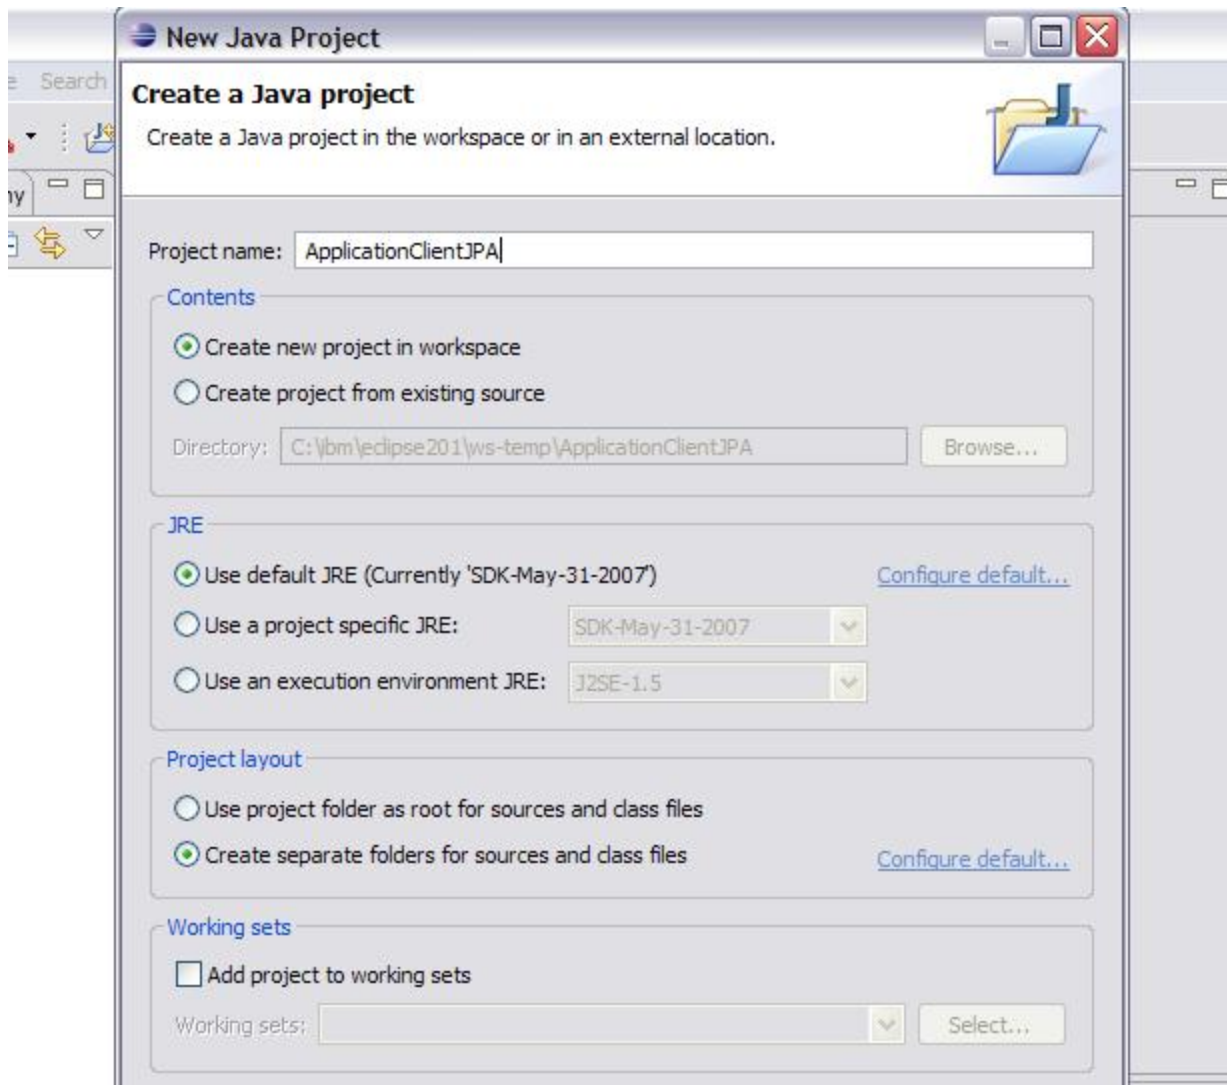 New Java Project
Search
Create a Java project
Create a Java project in the workspace or in an external location.
Project name: ApplicationClientJPA
Contents
Create new project in workspace
Create project from existing source
Directory: C:\ibm\eclipse201\ws-temp\ApplicationClientJPA Browse...
JRE
Use default JRE (Currently 'SDK-May-31-2007') Configure default...
Use a project specific JRE: SDK-May-31-2007
Use an execution environment JRE: J2SE-1.5
Project layout
Use project folder as root for sources and class files
Create separate folders for sources and class files Configure default...
Working sets
Add project to working sets
Working sets: Select...